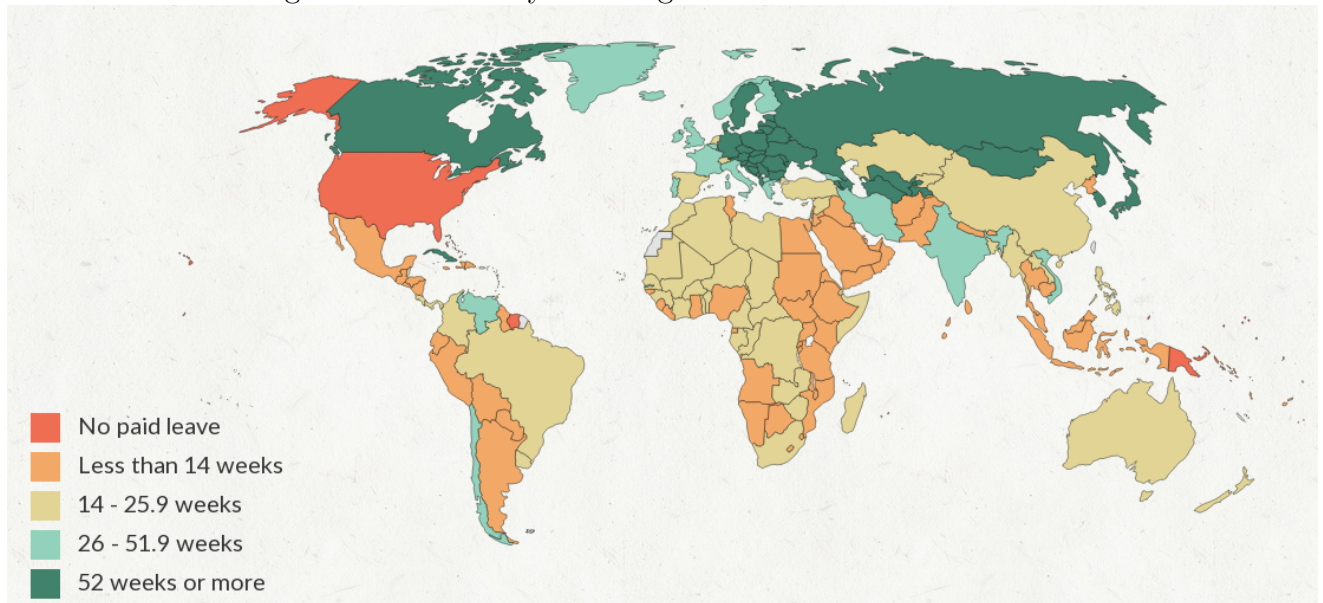 No paid leave
Less than 14 weeks
14 - 25.9 weeks
26 - 51.9 weeks
52 weeks or more